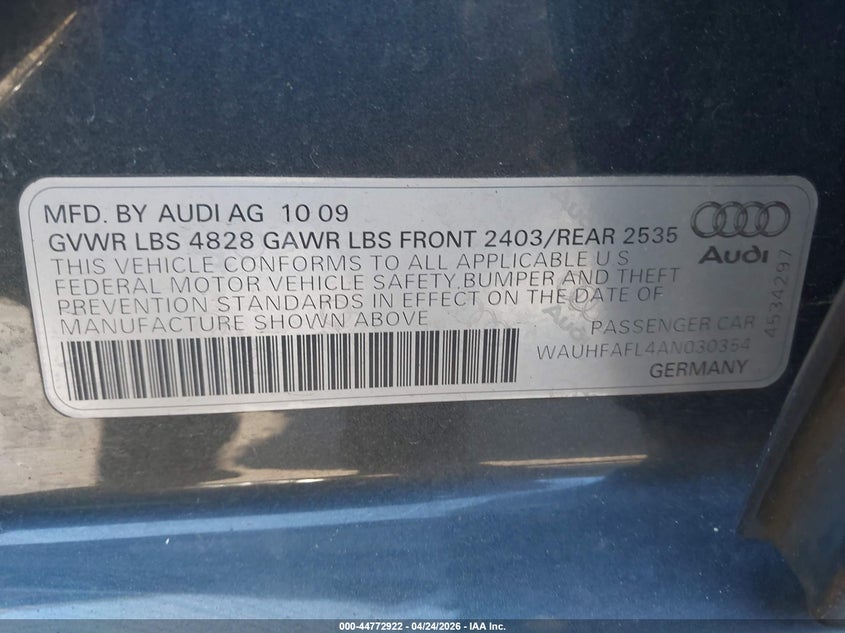 MFD. BY AUDI AG 10 09
GVWR LBS 4828 GAWR LBS FRONT 2403/REAR 2535
THIS VEHICLE CONFORMS TO ALL APPLICABLE U S
FEDERAL MOTOR VEHICLE SAFETY, BUMPER AND THEFT
PREVENTION STANDARDS IN EFFECT ON THE DATE OF
MANUFACTURE SHOWN ABOVE
Audi
4534297
PASSENGER CAR
WAUHFAFL4AN030354
GERMANY
000-44772922 - 04/24/2026 - IAA Inc.